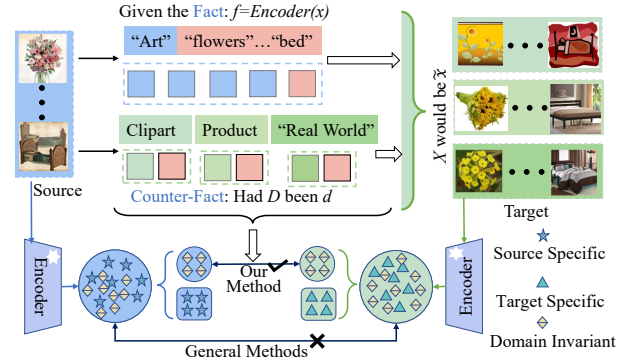 Given the Fact: f=Encoder(x)
“Art” “flowers”…“bed”
Clipart Product “Real World”
Counter-Fact: Had D been d
X would be x̃
Source
Target
Encoder
Our
Method
Encoder
General Methods
Source Specific
Target Specific
Domain Invariant